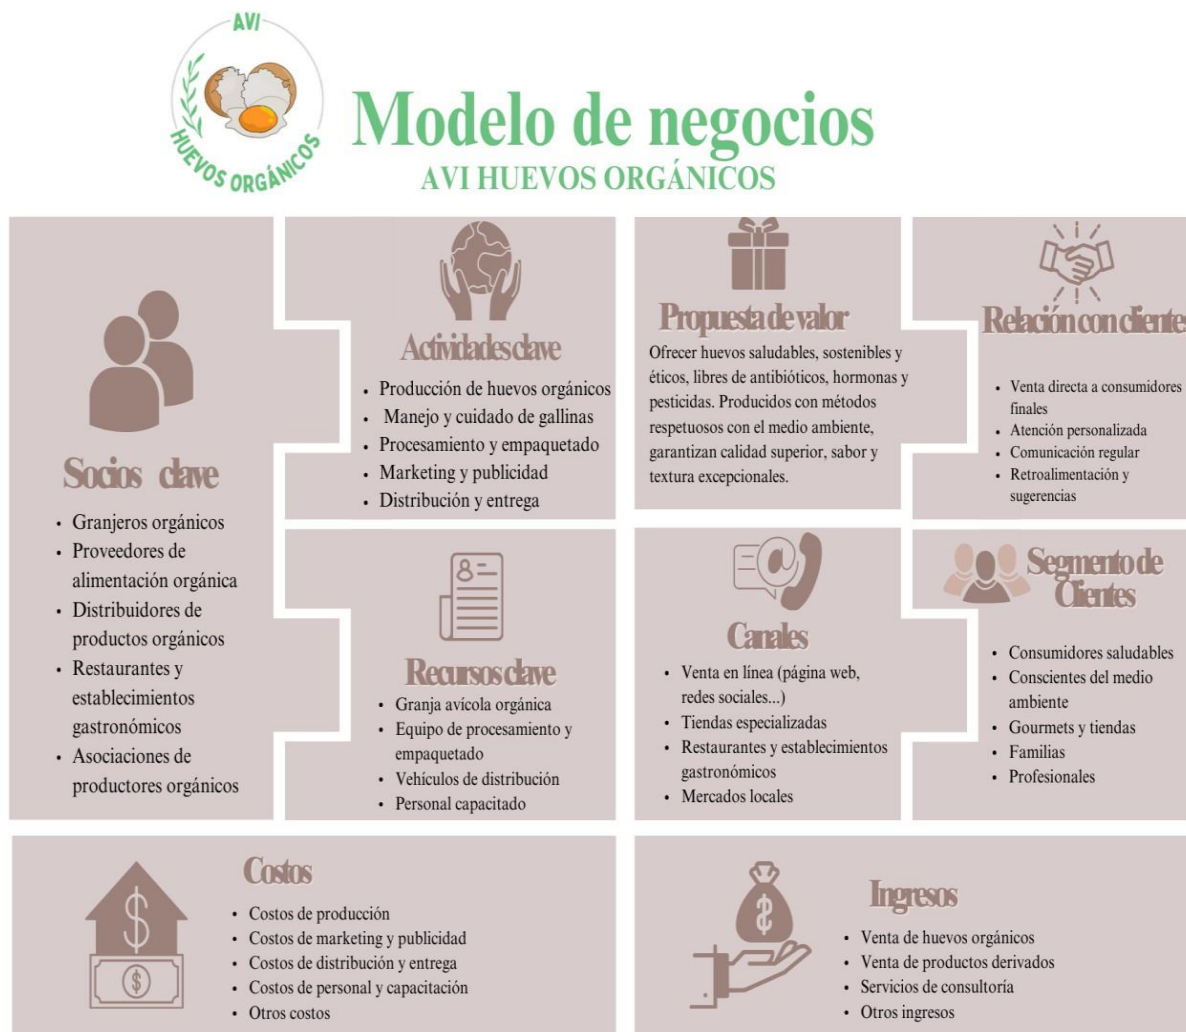 AVI
HUEVOS ORGÁNICOS
Modelo de negocios
AVI HUEVOS ORGÁNICOS
Socios clave
• Granjeros orgánicos
• Proveedores de
alimentación orgánica
• Distribuidores de
productos orgánicos
• Restaurantes y
establecimientos
gastronómicos
• Asociaciones de
productores orgánicos
Actividades clave
• Producción de huevos orgánicos
• Manejo y cuidado de gallinas
• Procesamiento y empaquetado
• Marketing y publicidad
• Distribución y entrega
Recursos clave
• Granja avícola orgánica
• Equipo de procesamiento y
empaquetado
• Vehículos de distribución
• Personal capacitado
Propuesta de valor
Ofrecer huevos saludables, sostenibles y
éticos, libres de antibióticos, hormonas y
pesticidas. Producidos con métodos
respetuosos con el medio ambiente,
garantizan calidad superior, sabor y
textura excepcionales.
Canales
• Venta en línea (página web,
redes sociales...)
• Tiendas especializadas
• Restaurantes y establecimientos
gastronómicos
• Mercados locales
Relación con clientes
• Venta directa a consumidores
finales
• Atención personalizada
• Comunicación regular
• Retroalimentación y
sugerencias
Segmento de
Clientes
• Consumidores saludables
• Conscientes del medio
ambiente
• Gourmets y tiendas
• Familias
• Profesionales
Costos
• Costos de producción
• Costos de marketing y publicidad
• Costos de distribución y entrega
• Costos de personal y capacitación
• Otros costos
Ingresos
• Venta de huevos orgánicos
• Venta de productos derivados
• Servicios de consultoría
• Otros ingresos